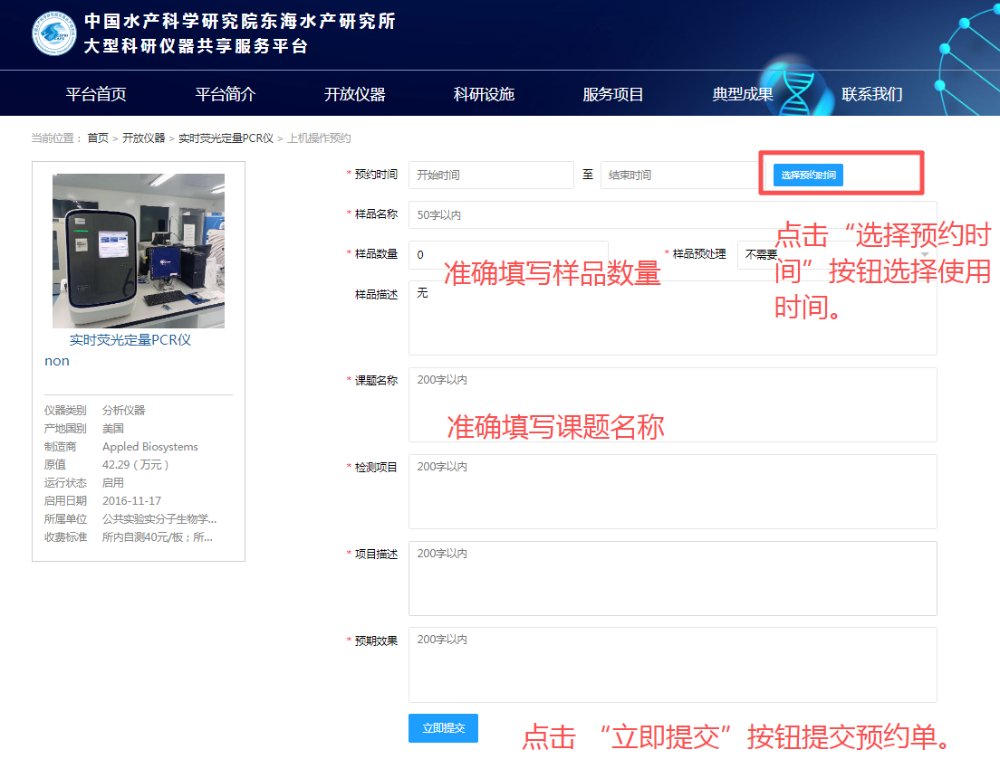 中国水产科学研究院东海水产研究所
大型科研仪器共享服务平台
平台首页 平台简介 开放仪器 科研设施 服务项目 典型成果 联系我们
当前位置： 首页 > 开放仪器 > 实时荧光定量PCR仪 > 上机操作预约
实时荧光定量PCR仪
non
仪器类别 分析仪器
产地国别 美国
制造商 Appled Biosystems
原值 42.29（万元）
运行状态 启用
启用日期 2016-11-17
所属单位 公共实验实分子生物学...
收费标准 所内自测40元/板；所...
* 预约时间 开始时间 至 结束时间 选择预约时间
* 样品名称 50字以内
* 样品数量 0 * 样品预处理 不需要
准确填写样品数量
点击“选择预约时
间”按钮选择使用
时间。
样品描述 无
* 课题名称 200字以内
准确填写课题名称
* 检测项目 200字以内
* 项目描述 200字以内
* 预期效果 200字以内
立即提交
点击 “立即提交”按钮提交预约单。